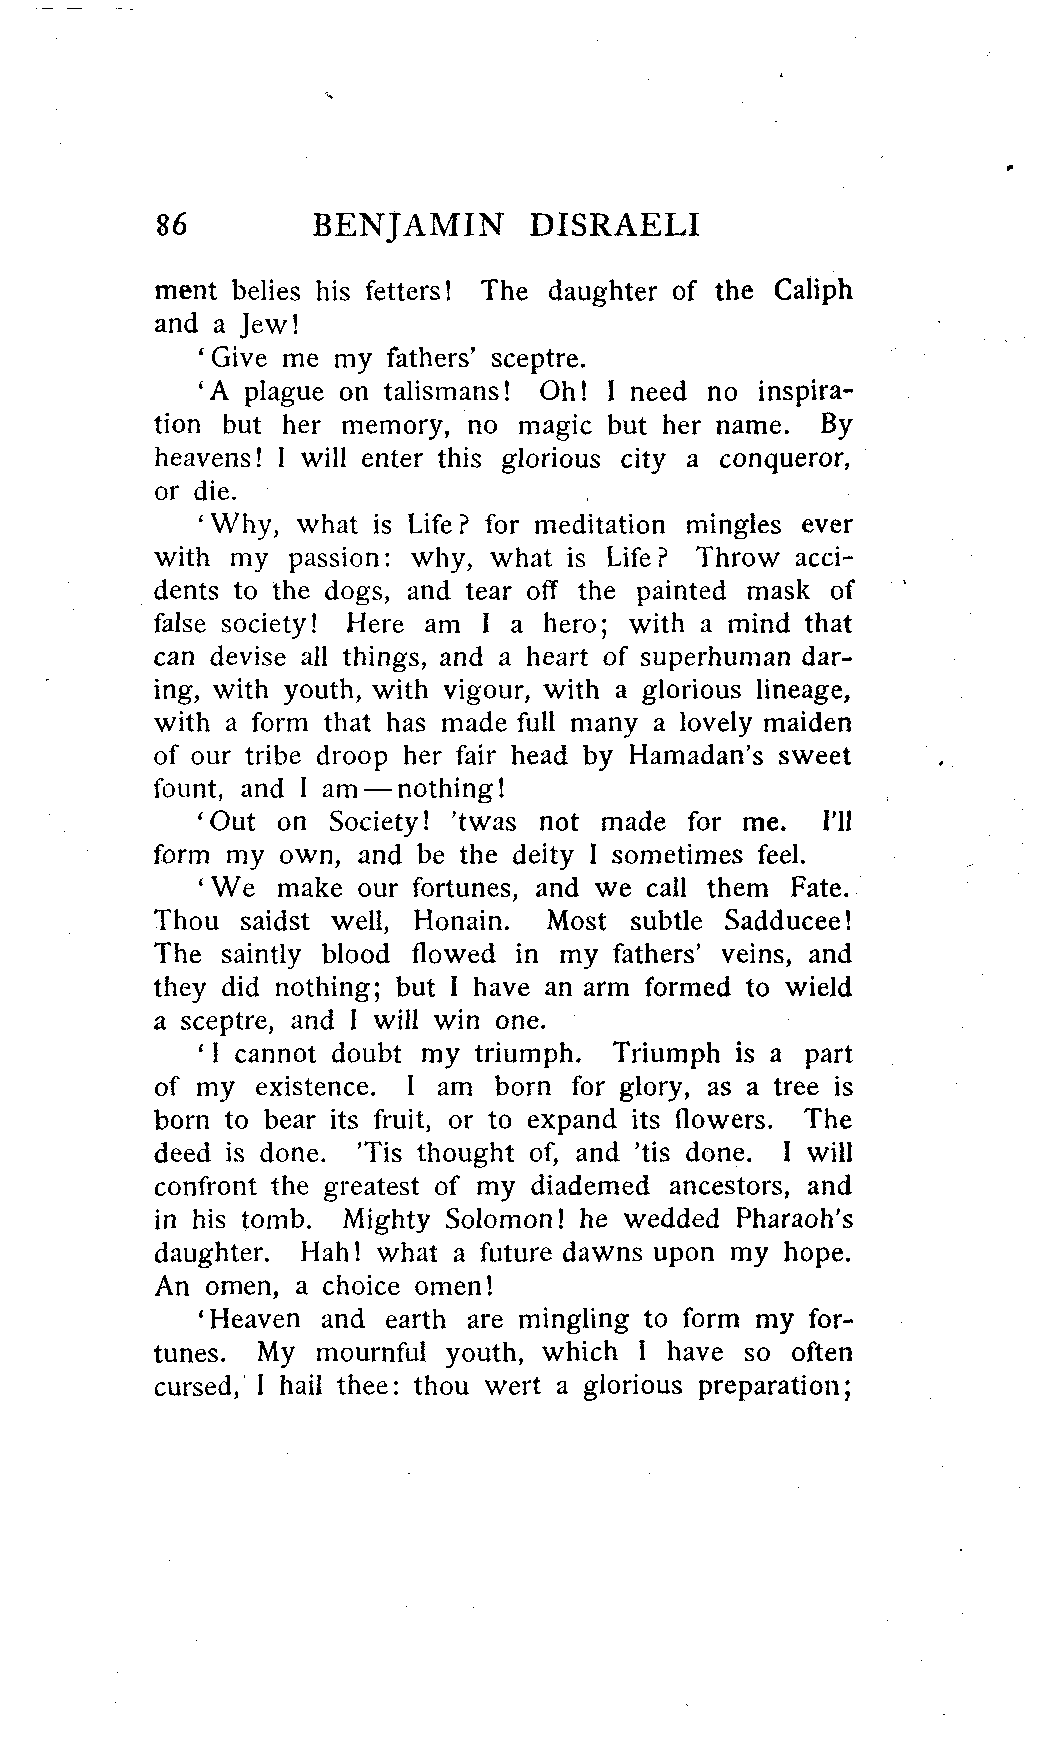 86 BENJAMIN DISRAELI
ment belies his fetters! The daughter of the Caliph
and a Jew!
‘Give me my fathers’ sceptre.
‘A plague on talismans! Oh! I need no inspira-
tion but her memory, no magic but her name. By
heavens! I will enter this glorious city a conqueror,
or die.
‘Why, what is Life? for meditation mingles ever
with my passion: why, what is Life? Throw acci-
dents to the dogs, and tear off the painted mask of
false society! Here am I a hero; with a mind that
can devise all things, and a heart of superhuman dar-
ing, with youth, with vigour, with a glorious lineage,
with a form that has made full many a lovely maiden
of our tribe droop her fair head by Hamadan’s sweet
fount, and I am—nothing!
‘Out on Society! ’twas not made for me. I’ll
form my own, and be the deity I sometimes feel.
‘We make our fortunes, and we call them Fate.
Thou saidst well, Honain. Most subtle Sadducee!
The saintly blood flowed in my fathers’ veins, and
they did nothing; but I have an arm formed to wield
a sceptre, and I will win one.
‘I cannot doubt my triumph. Triumph is a part
of my existence. I am born for glory, as a tree is
born to bear its fruit, or to expand its flowers. The
deed is done. ’Tis thought of, and ’tis done. I will
confront the greatest of my diademed ancestors, and
in his tomb. Mighty Solomon! he wedded Pharaoh’s
daughter. Hah! what a future dawns upon my hope.
An omen, a choice omen!
‘Heaven and earth are mingling to form my for-
tunes. My mournful youth, which I have so often
cursed, I hail thee: thou wert a glorious preparation;